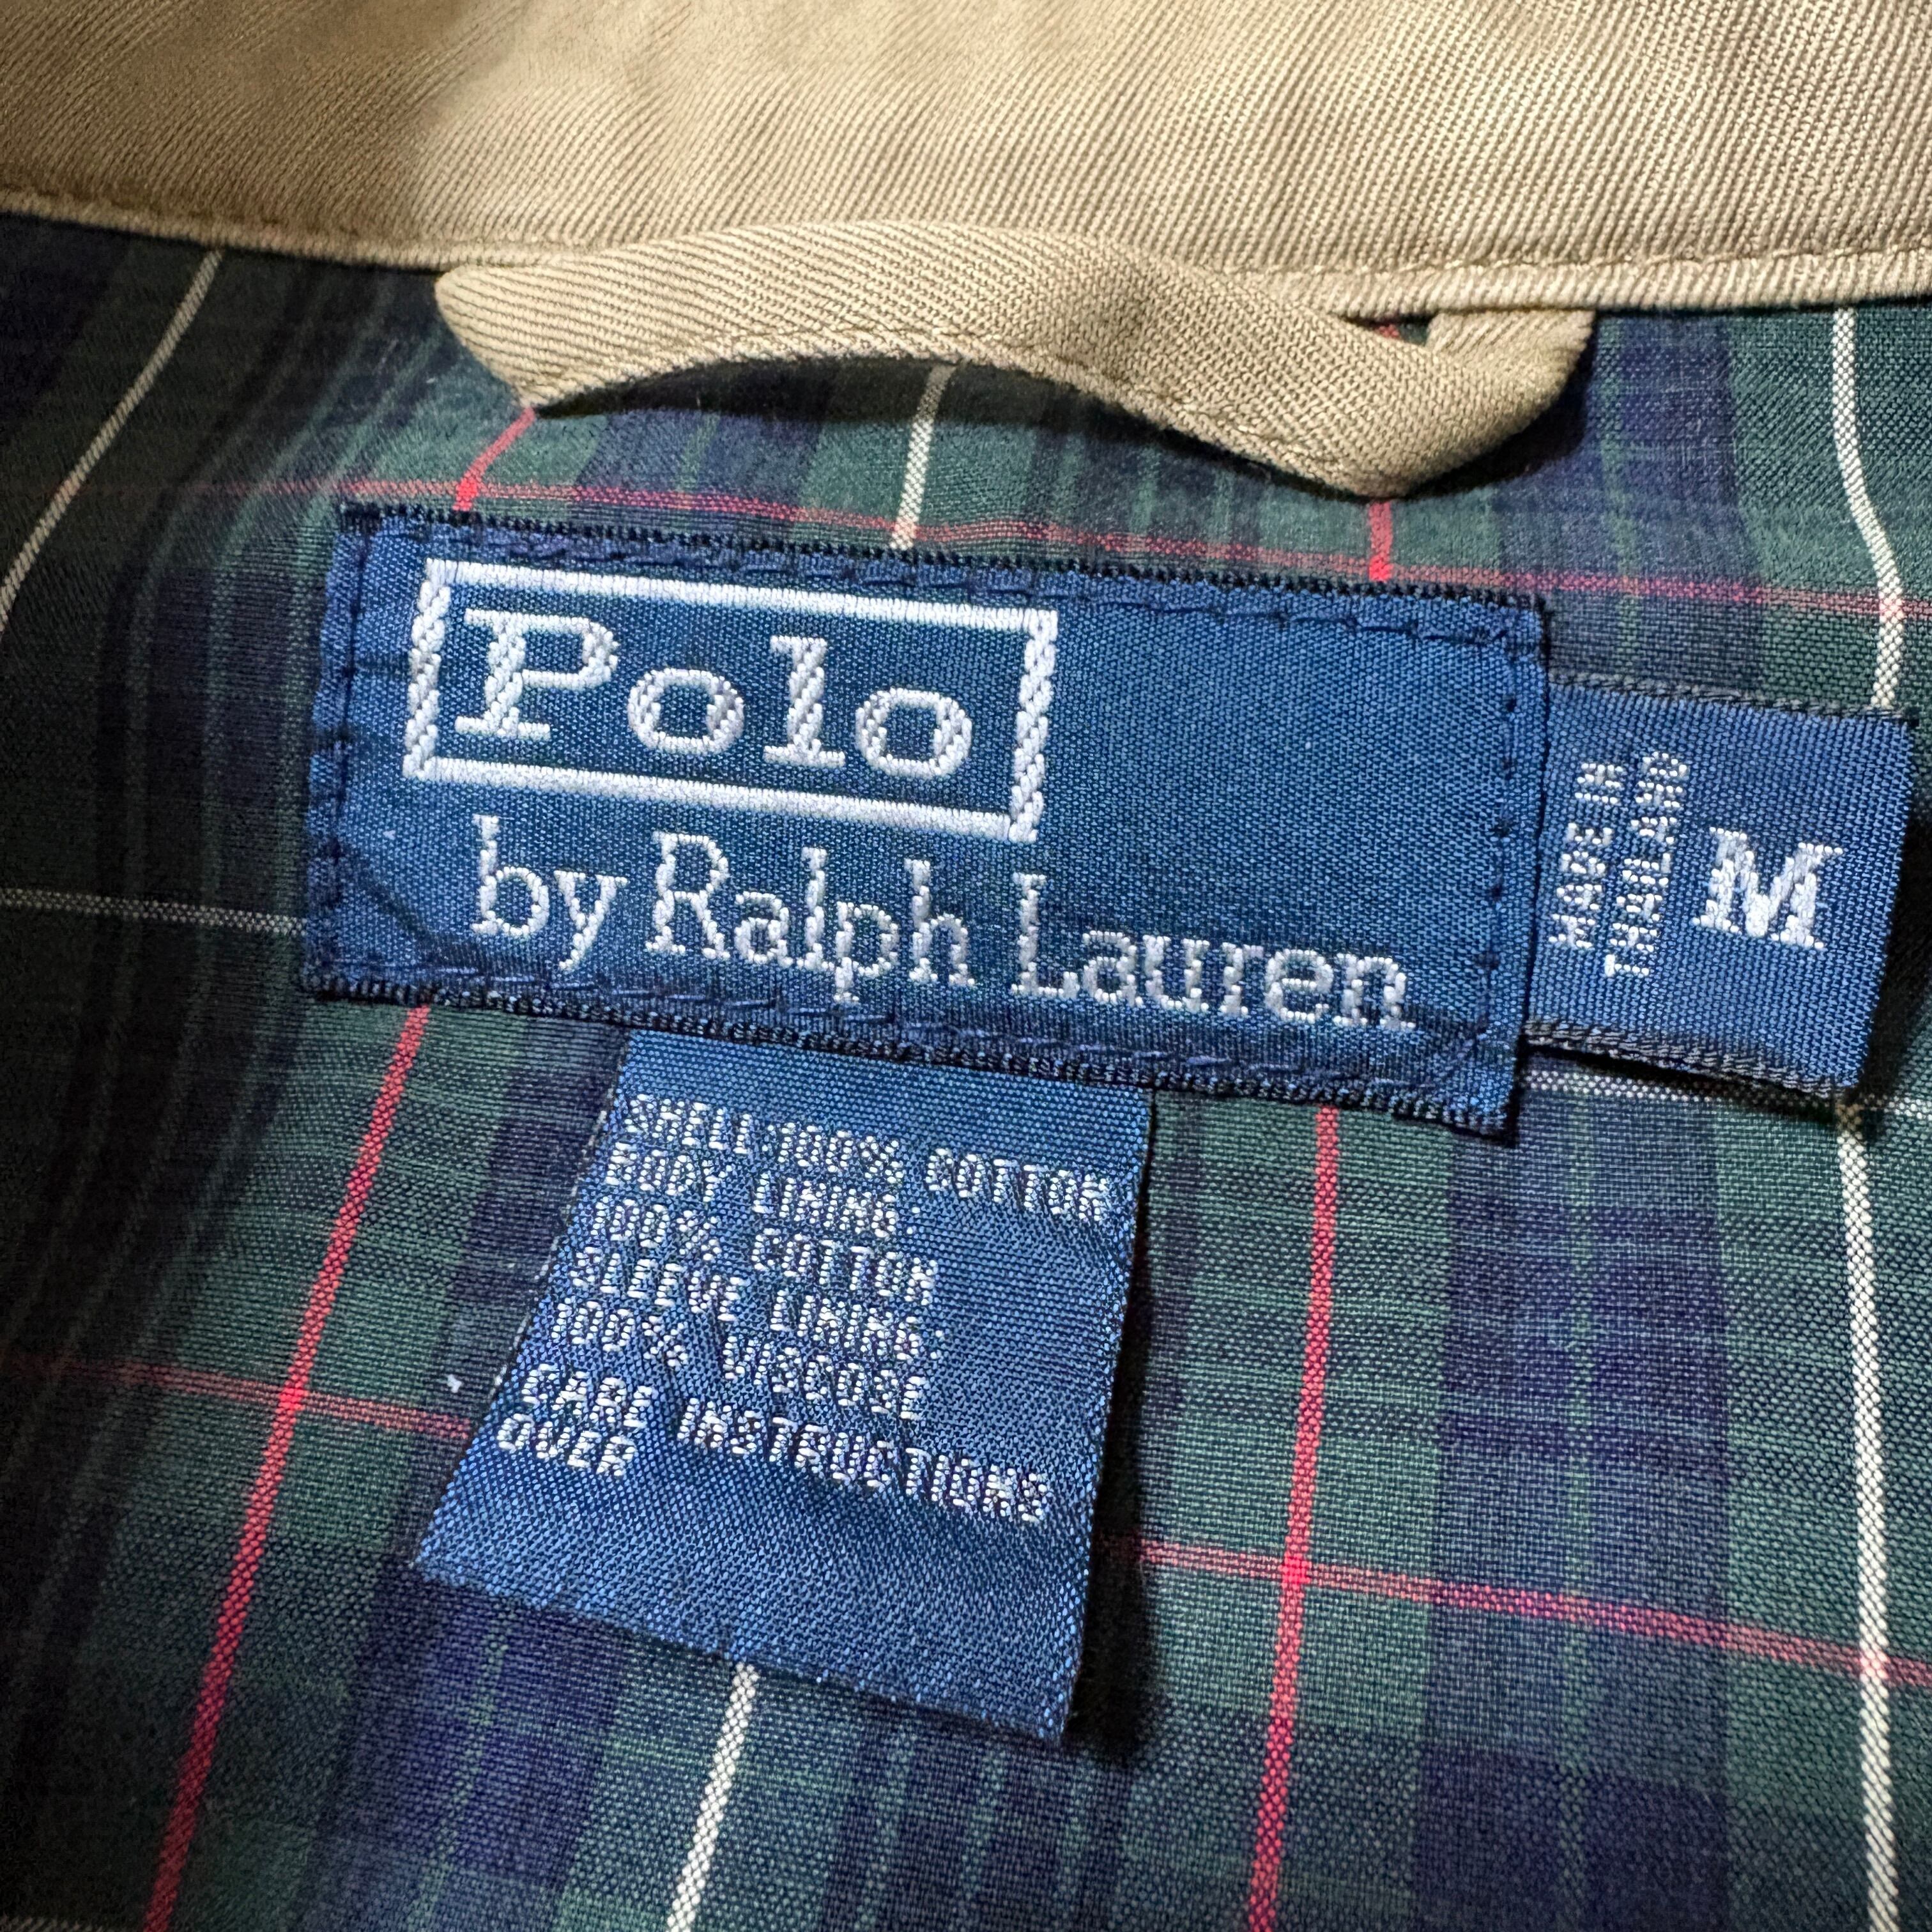 Polo
by Ralph Lauren
MADE IN
THAILAND
M
SHELL:100% COTTON
BODY LINING:
100% COTTON
SLEEVE LINING:
100% VISCOSE
CARE INSTRUCTIONS
OVER